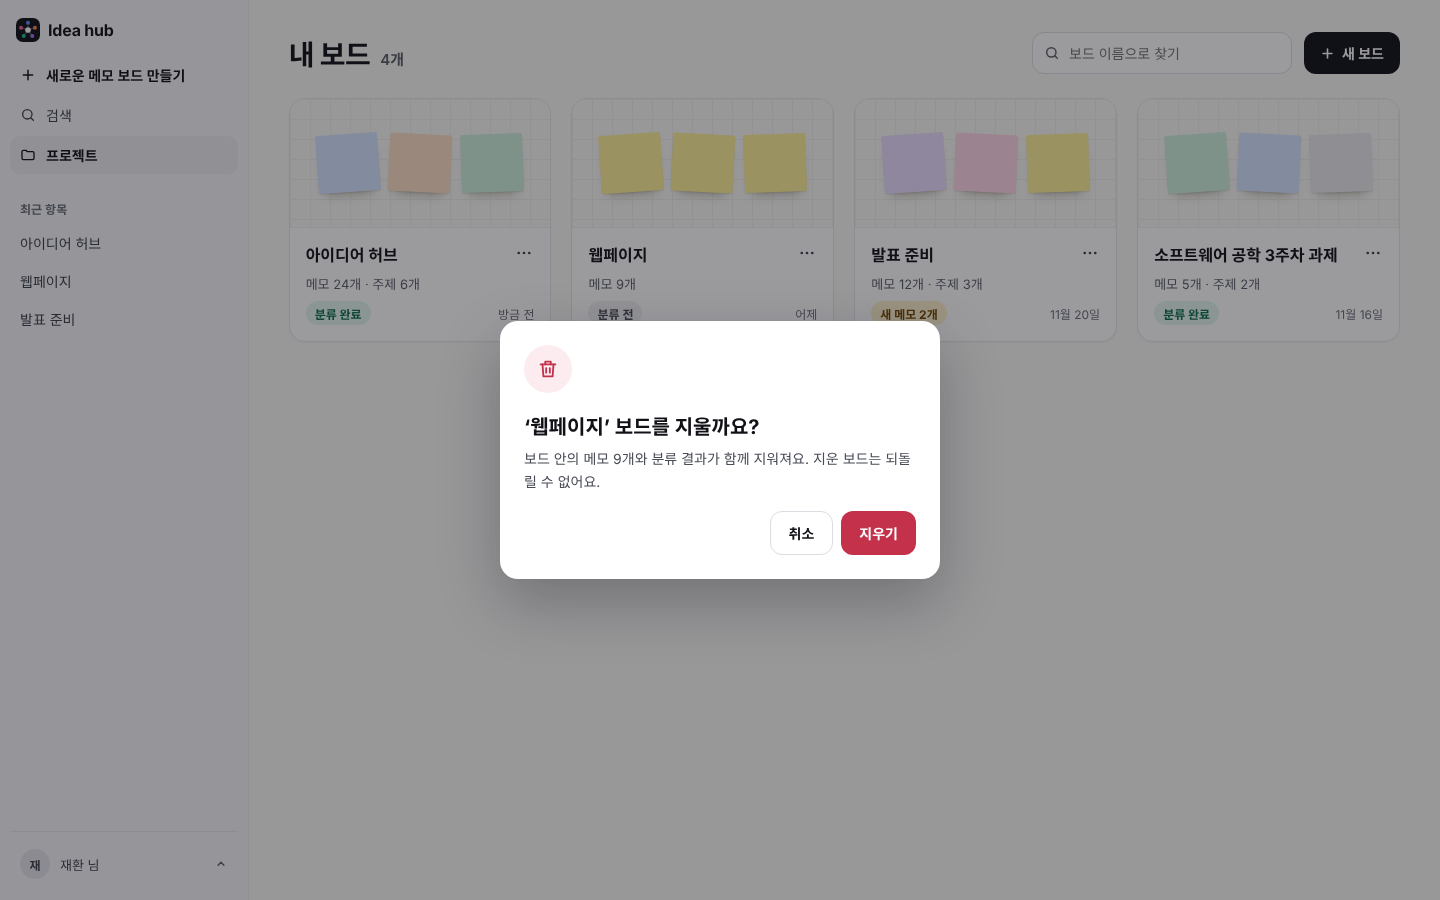 Idea hub
새로운 메모 보드 만들기
검색
프로젝트
최근 항목
아이디어 허브
웹페이지
발표 준비
재
재환 님
내 보드 4개
보드 이름으로 찾기
새 보드
아이디어 허브
메모 24개 · 주제 6개
분류 완료
방금 전
웹페이지
메모 9개
분류 전
어제
발표 준비
메모 12개 · 주제 3개
새 메모 2개
11월 20일
소프트웨어 공학 3주차 과제
메모 5개 · 주제 2개
분류 완료
11월 16일
‘웹페이지’ 보드를 지울까요?
보드 안의 메모 9개와 분류 결과가 함께 지워져요. 지운 보드는 되돌
릴 수 없어요.
취소
지우기